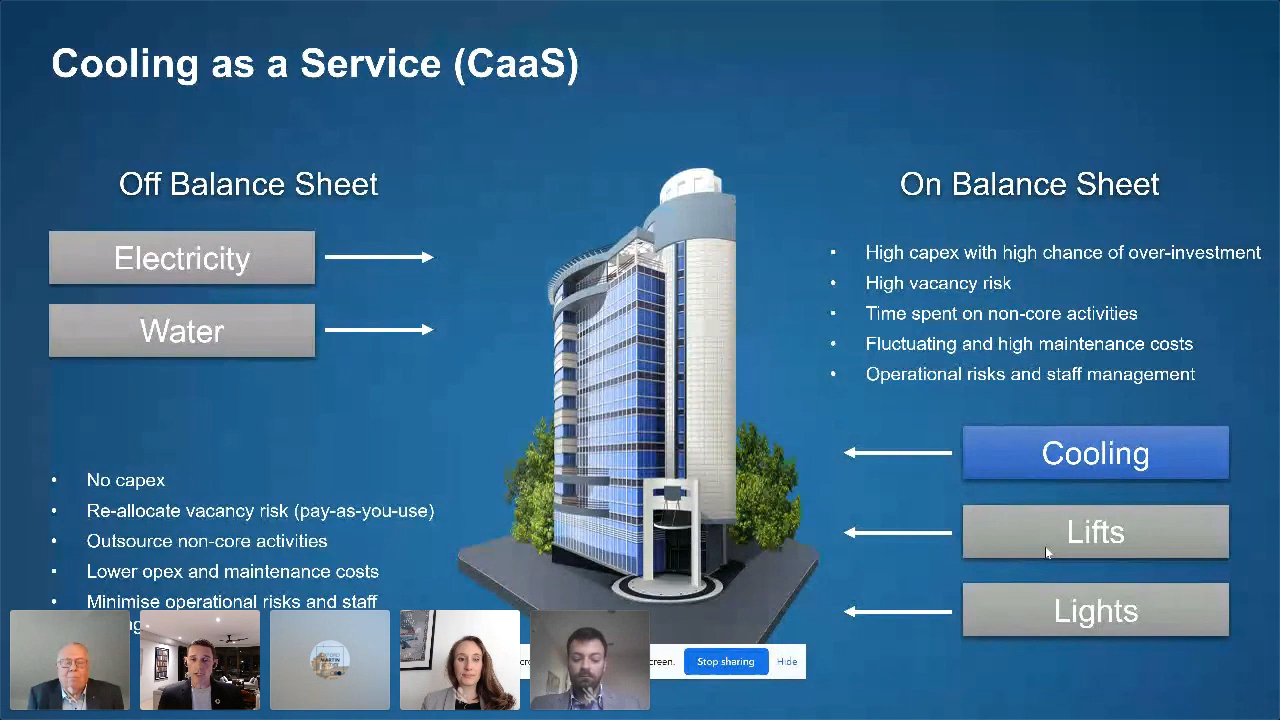 Cooling as a Service (CaaS)
Off Balance Sheet
Electricity
Water
• No capex
• Re-allocate vacancy risk (pay-as-you-use)
• Outsource non-core activities
• Lower opex and maintenance costs
• Minimise operational risks and staff
On Balance Sheet
• High capex with high chance of over-investment
• High vacancy risk
• Time spent on non-core activities
• Fluctuating and high maintenance costs
• Operational risks and staff management
Cooling
Lifts
Lights
MARTIN
Stop sharing
Hide